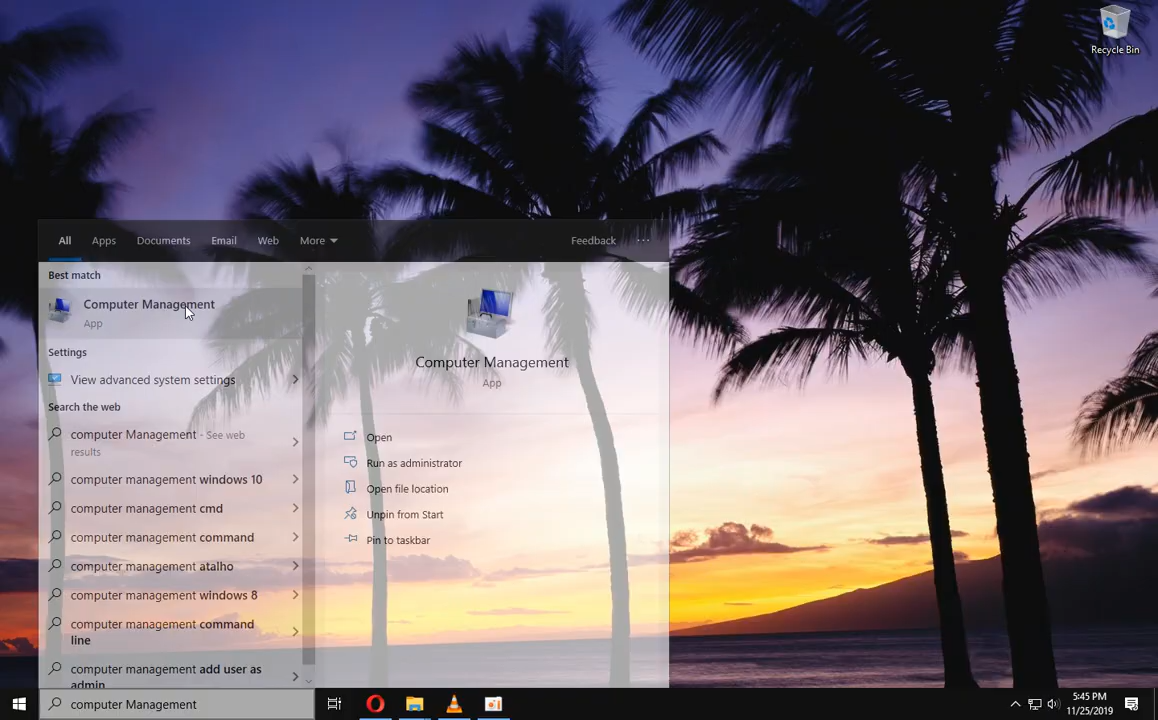 Recycle Bin
All Apps Documents Email Web More Feedback ...
Best match
Computer Management
App
Settings
View advanced system settings
Search the web
computer Management - See web
results
computer management windows 10
computer management cmd
computer management command
computer management atalho
computer management windows 8
computer management command
line
computer management add user as
admin
Computer Management
App
Open
Run as administrator
Open file location
Unpin from Start
Pin to taskbar
computer Management
5:45 PM
11/25/2019